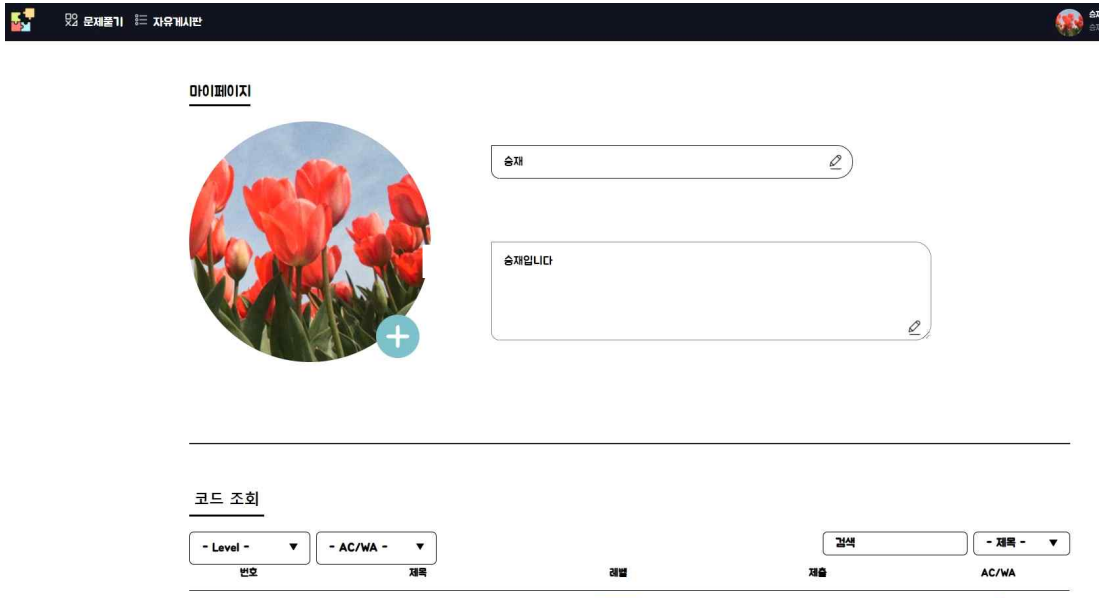 문제풀기 자유게시판
마이페이지
승재
승재입니다
코드 조회
- Level - ▼ - AC/WA - ▼ 검색 - 제목 - ▼
번호 제목 레벨 제출 AC/WA